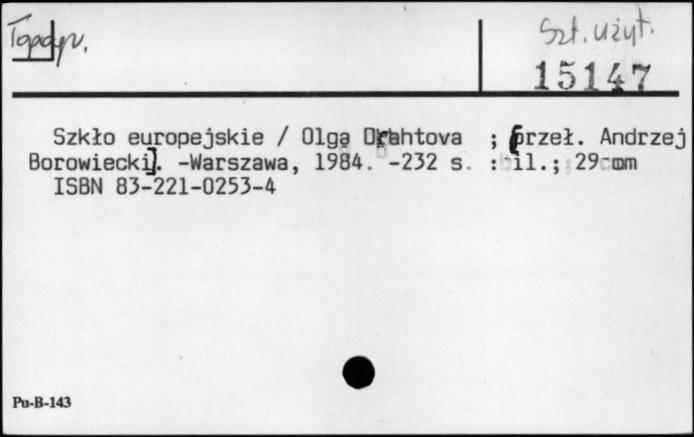 Szt. użyt.
15147
Szkło europejskie / Olga Drahtova ; [przeł. Andrzej
Borowiecki]. -Warszawa, 1984. -232 s. : il.; 29 cm
ISBN 83-221-0253-4
Pu-B-143